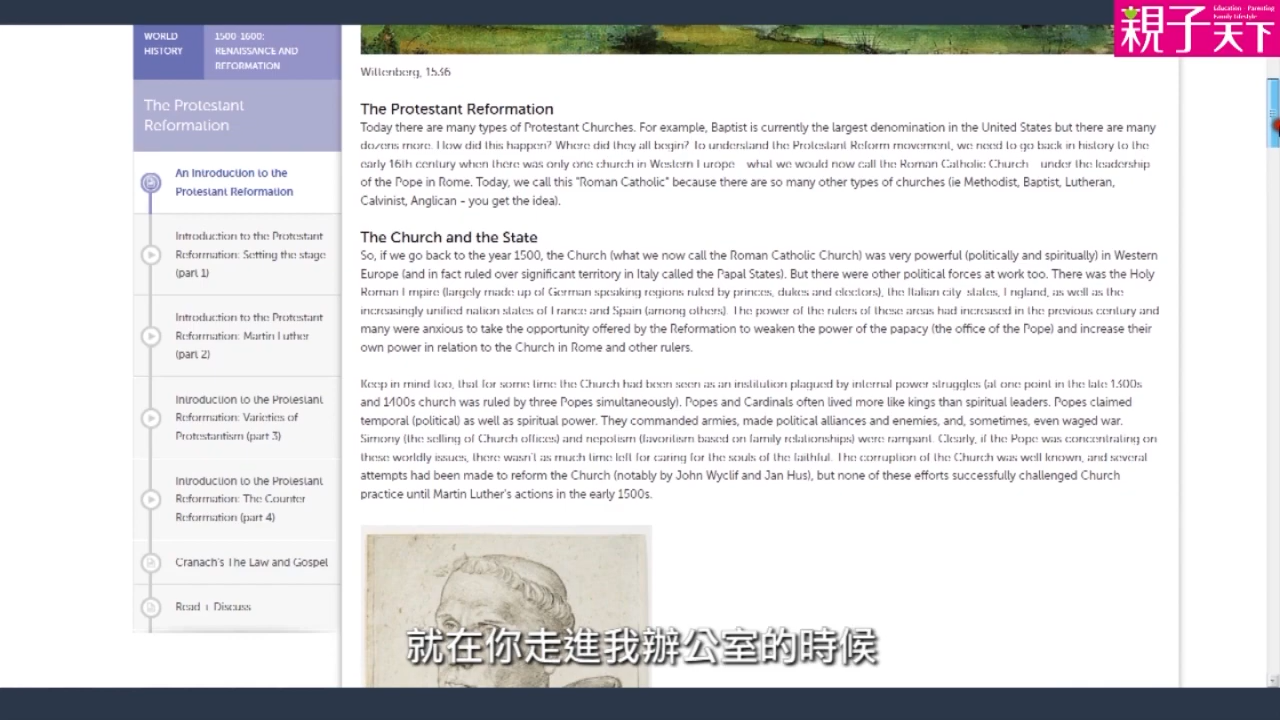 WORLD
HISTORY
1500-1600:
RENAISSANCE AND
REFORMATION
The Protestant
Reformation
An Introduction to the
Protestant Reformation
Introduction to the Protestant
Reformation: Setting the stage
(part 1)
Introduction to the Protestant
Reformation: Martin Luther
(part 2)
Introduction to the Protestant
Reformation: Varieties of
Protestantism (part 3)
Introduction to the Protestant
Reformation: The Counter
Reformation (part 4)
Cranach's The Law and Gospel
Read + Discuss
Wittenberg, 1536
The Protestant Reformation
Today there are many types of Protestant Churches. For example, Baptist is currently the largest denomination in the United States but there are many
dozens more. How did this happen? Where did they all begin? To understand the Protestant Reform movement, we need to go back in history to the
early 16th century when there was only one church in Western Europe - what we would now call the Roman Catholic Church - under the leadership
of the Pope in Rome. Today, we call this "Roman Catholic" because there are so many other types of churches (ie Methodist, Baptist, Lutheran,
Calvinist, Anglican - you get the idea).
The Church and the State
So, if we go back to the year 1500, the Church (what we now call the Roman Catholic Church) was very powerful (politically and spiritually) in Western
Europe (and in fact ruled over significant territory in Italy called the Papal States). But there were other political forces at work too. There was the Holy
Roman Empire (largely made up of German speaking regions ruled by princes, dukes and electors), the Italian city-states, England, as well as the
increasingly unified nation states of France and Spain (among others). The power of the rulers of these areas had increased in the previous century and
many were anxious to take the opportunity offered by the Reformation to weaken the power of the papacy (the office of the Pope) and increase their
own power in relation to the Church in Rome and other rulers.
Keep in mind too, that for some time the Church had been seen as an institution plagued by internal power struggles (at one point in the late 1300s
and 1400s church was ruled by three Popes simultaneously). Popes and Cardinals often lived more like kings than spiritual leaders. Popes claimed
temporal (political) as well as spiritual power. They commanded armies, made political alliances and enemies, and, sometimes, even waged war.
Simony (the selling of Church offices) and nepotism (favoritism based on family relationships) were rampant. Clearly, if the Pope was concentrating on
these worldly issues, there wasn't as much time left for caring for the souls of the faithful. The corruption of the Church was well known, and several
attempts had been made to reform the Church (notably by John Wyclif and Jan Hus), but none of these efforts successfully challenged Church
practice until Martin Luther's actions in the early 1500s.
就在你走進我辦公室的時候
親子天下
Education · Parenting
Family Lifestyle